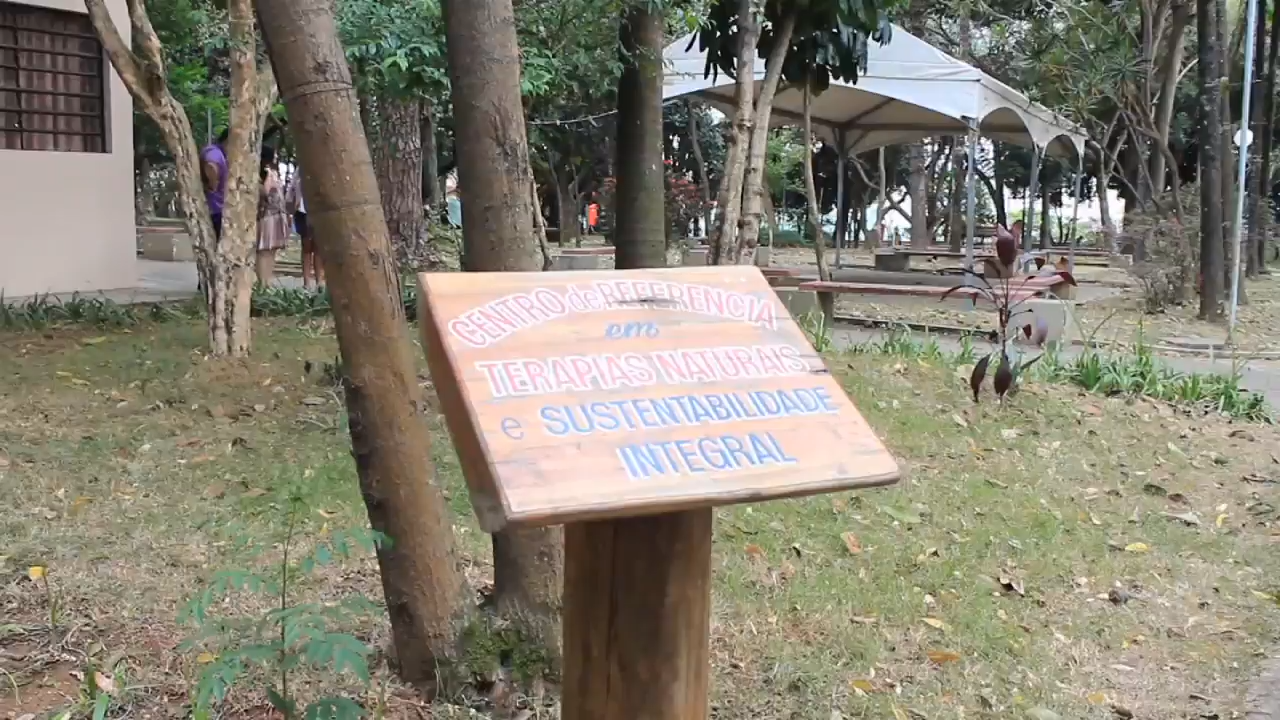 CENTRO de REFERENCIA
em
TERAPIAS NATURAIS
e SUSTENTABILIDADE
INTEGRAL